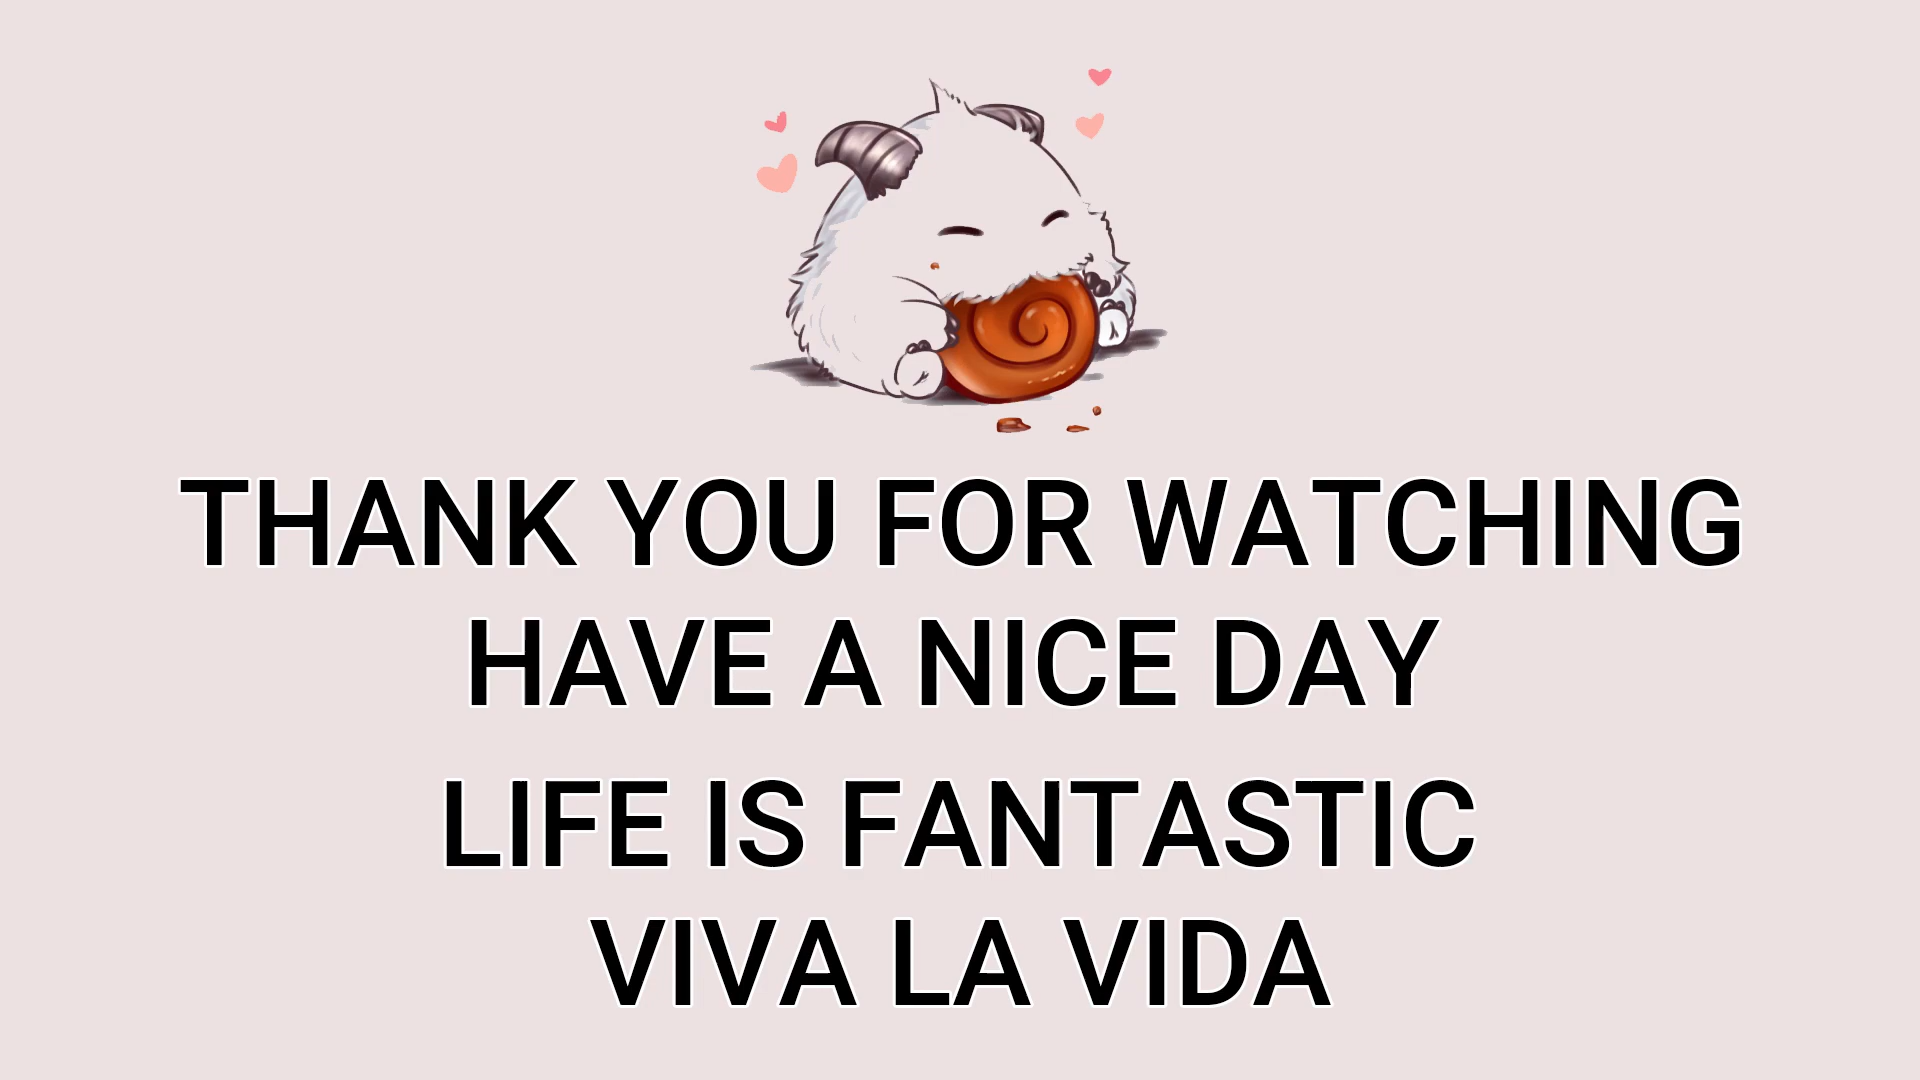 THANK YOU FOR WATCHING
HAVE A NICE DAY
LIFE IS FANTASTIC
VIVA LA VIDA